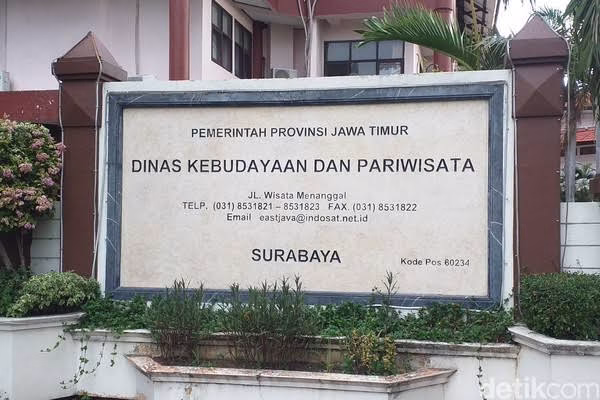 PEMERINTAH PROVINSI JAWA TIMUR
DINAS KEBUDAYAAN DAN PARIWISATA
JL. Wisata Menanggal
TELP. (031) 8531821 – 8531823 FAX. (031) 8531822
Email eastjava@indosat.net.id
SURABAYA
Kode Pos 60234
detikcom